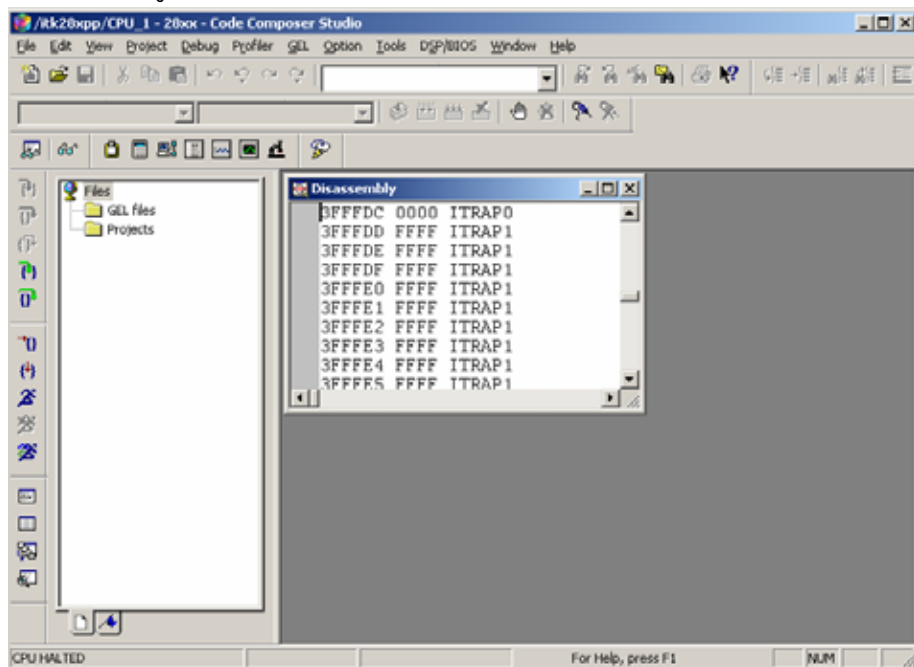 /itk28xpp/CPU_1 - 28xx - Code Composer Studio
File Edit View Project Debug Profiler GEL Option Tools DSP/BIOS Window Help
Files
GEL files
Projects
Disassembly
3FFFDC 0000 ITRAP0
3FFFDD FFFF ITRAP1
3FFFDE FFFF ITRAP1
3FFFDF FFFF ITRAP1
3FFFE0 FFFF ITRAP1
3FFFE1 FFFF ITRAP1
3FFFE2 FFFF ITRAP1
3FFFE3 FFFF ITRAP1
3FFFE4 FFFF ITRAP1
3FFFE5 FFFF ITRAP1
CPU HALTED For Help, press F1 NUM